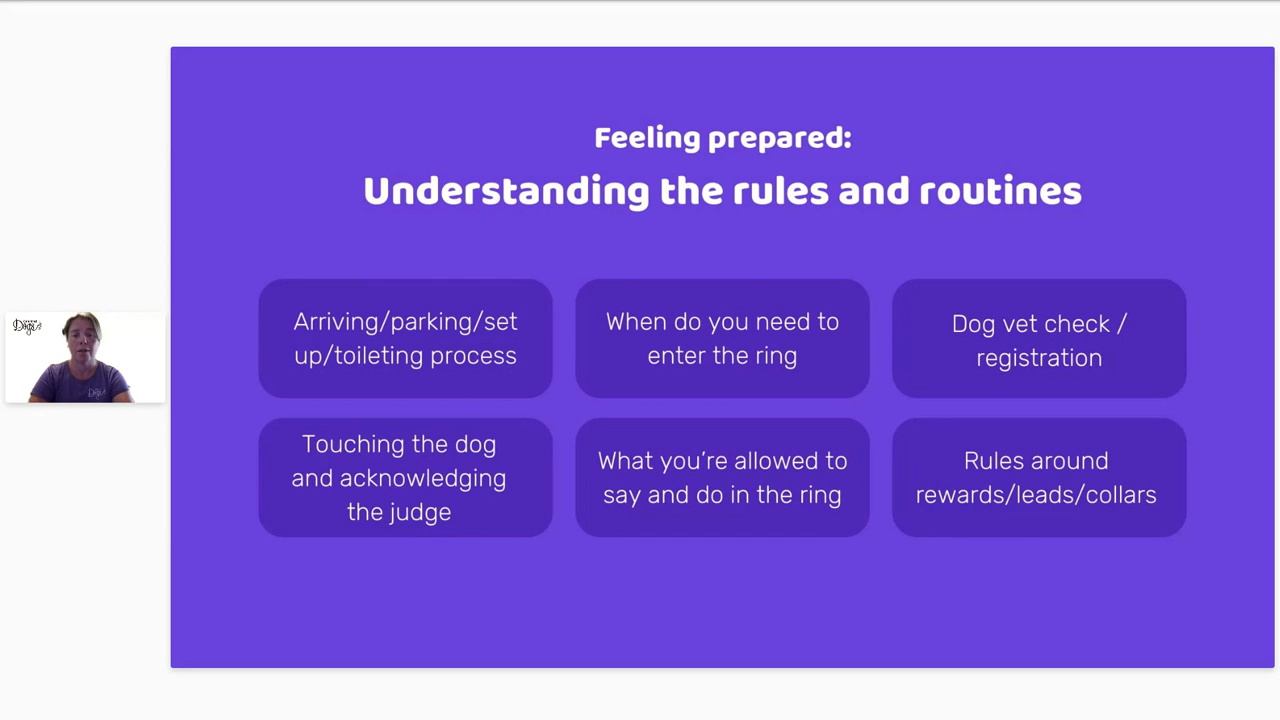 Feeling prepared:
Understanding the rules and routines
Arriving/parking/set
up/toileting process
When do you need to
enter the ring
Dog vet check /
registration
Touching the dog
and acknowledging
the judge
What you’re allowed to
say and do in the ring
Rules around
rewards/leads/collars
Dogs